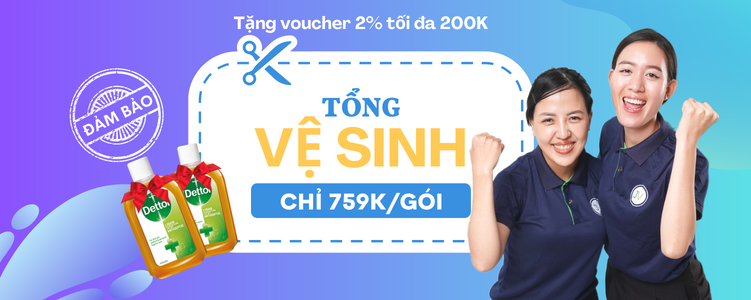 Tặng voucher 2% tối đa 200K
TỔNG
VỆ SINH
CHỈ 759K/GÓI
ĐẢM BẢO
Dettol
Dettol